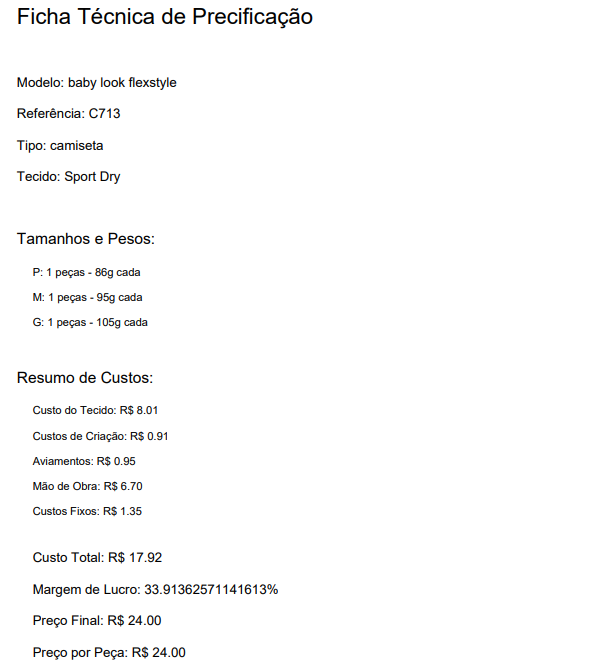 Ficha Técnica de Precificação
Modelo: baby look flexstyle
Referência: C713
Tipo: camiseta
Tecido: Sport Dry
Tamanhos e Pesos:
P: 1 peças - 86g cada
M: 1 peças - 95g cada
G: 1 peças - 105g cada
Resumo de Custos:
Custo do Tecido: R$ 8.01
Custos de Criação: R$ 0.91
Aviamentos: R$ 0.95
Mão de Obra: R$ 6.70
Custos Fixos: R$ 1.35
Custo Total: R$ 17.92
Margem de Lucro: 33.91362571141613%
Preço Final: R$ 24.00
Preço por Peça: R$ 24.00